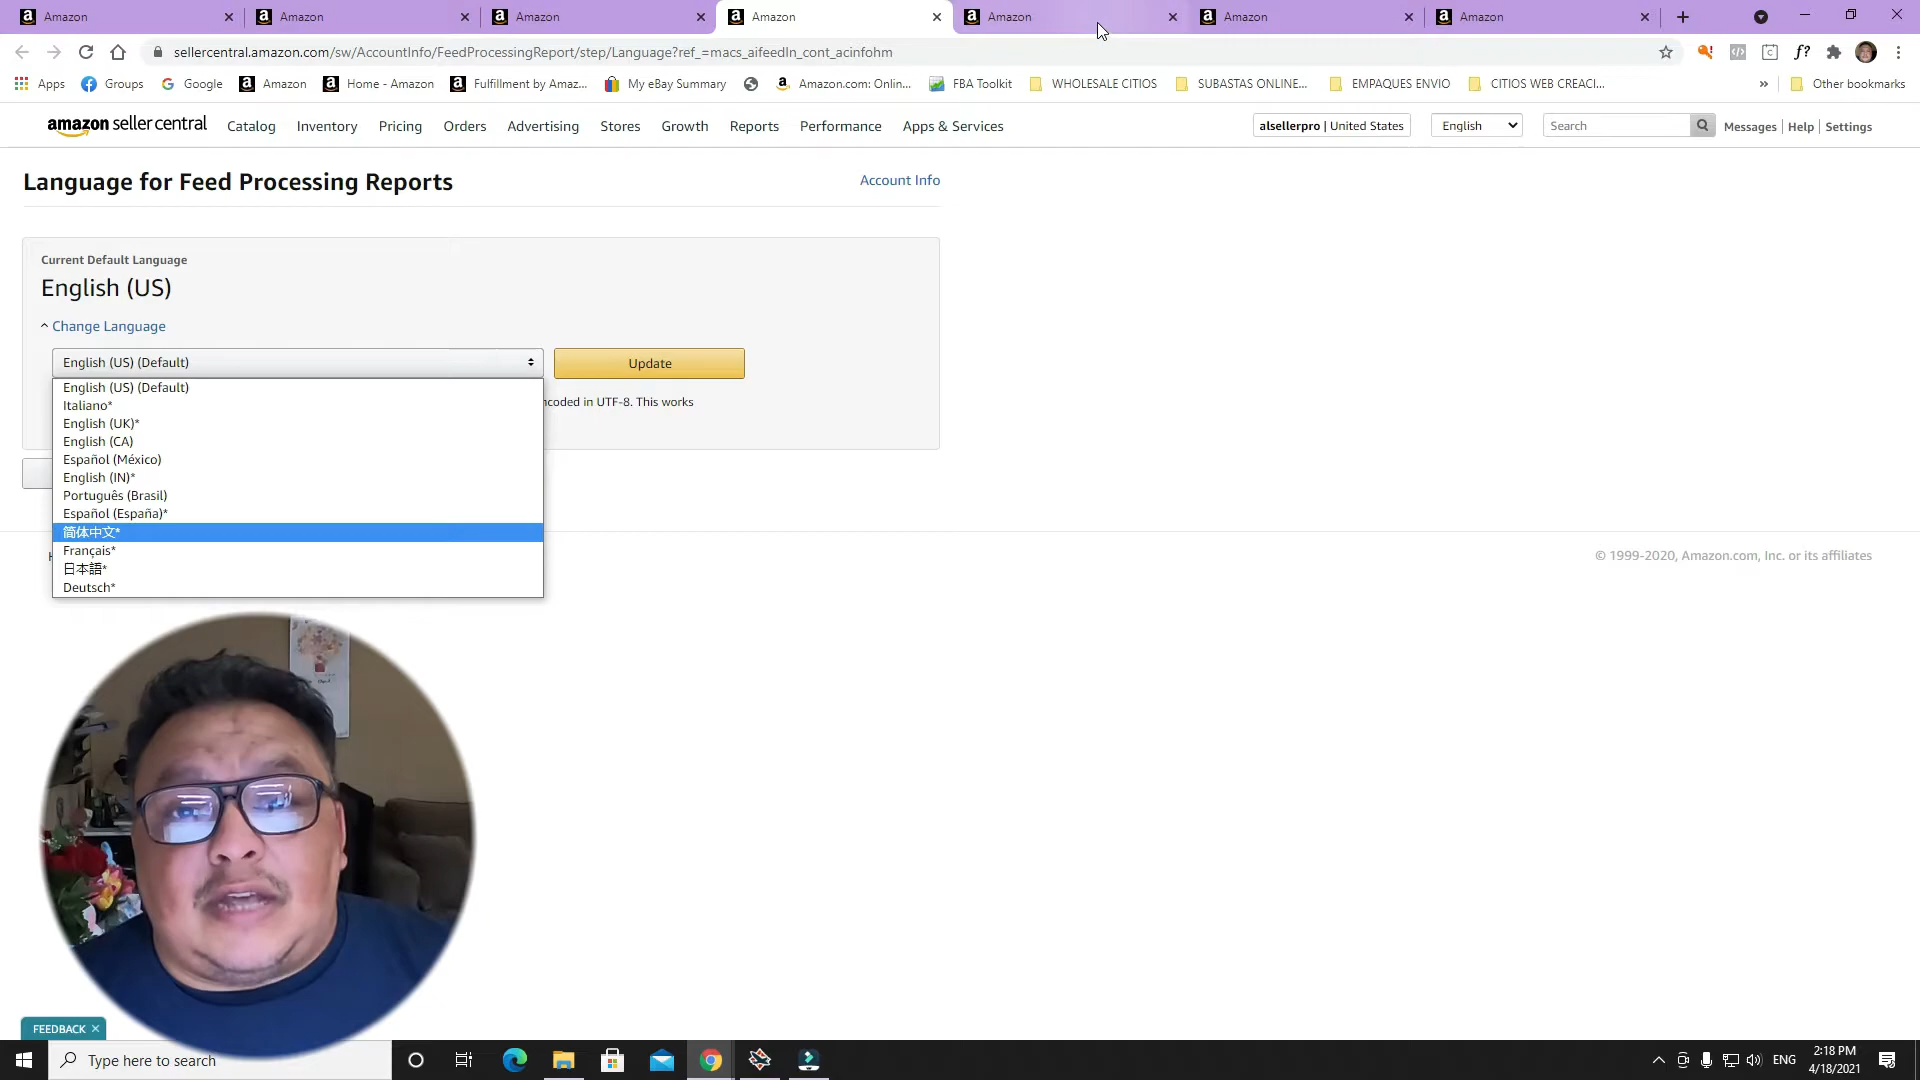 Amazon
Amazon
Amazon
Amazon
Amazon
Amazon
Amazon
sellercentral.amazon.com/sw/AccountInfo/FeedProcessingReport/step/Language?ref_=macs_aifeedln_cont_acinfohm
Apps
Groups
Google
Amazon
Home - Amazon
Fulfillment by Amaz...
My eBay Summary
Amazon.com: Onlin...
FBA Toolkit
WHOLESALE CITIOS
SUBASTAS ONLINE...
EMPAQUES ENVIO
CITIOS WEB CREACI...
»
Other bookmarks
amazon seller central
Catalog
Inventory
Pricing
Orders
Advertising
Stores
Growth
Reports
Performance
Apps & Services
alsellerpro | United States
English
Search
Messages | Help | Settings
Language for Feed Processing Reports
Account Info
Current Default Language
English (US)
Change Language
English (US) (Default)
Update
English (US) (Default)
Italiano*
encoded in UTF-8. This works
English (UK)*
English (CA)
Español (México)
English (IN)*
Português (Brasil)
Español (España)*
简体中文*
Français*
日本語*
Deutsch*
© 1999-2020, Amazon.com, Inc. or its affiliates
FEEDBACK
Type here to search
ENG
2:18 PM
4/18/2021